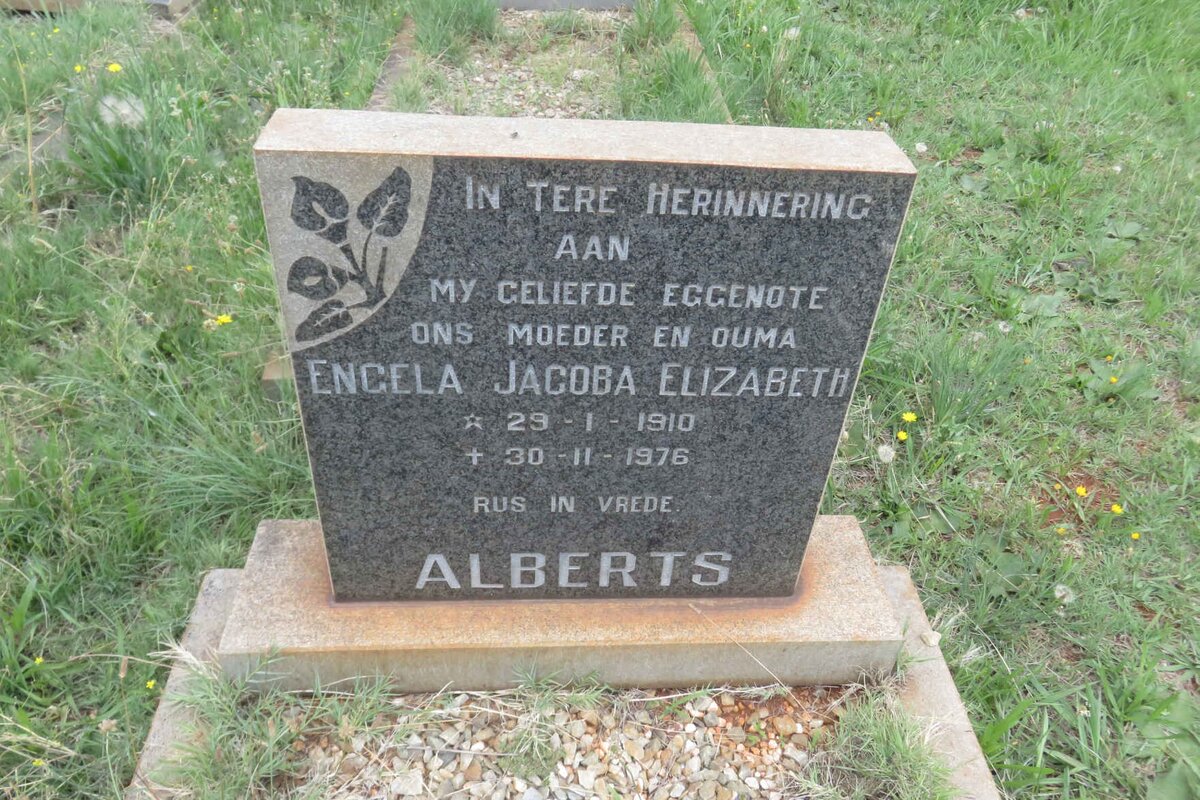 In Tere Herinnering
aan
my geliefde eggenote
ons moeder en ouma
Engela Jacoba Elizabeth
☆ 29-1-1910
+ 30-11-1976
Rus in vrede.
ALBERTS